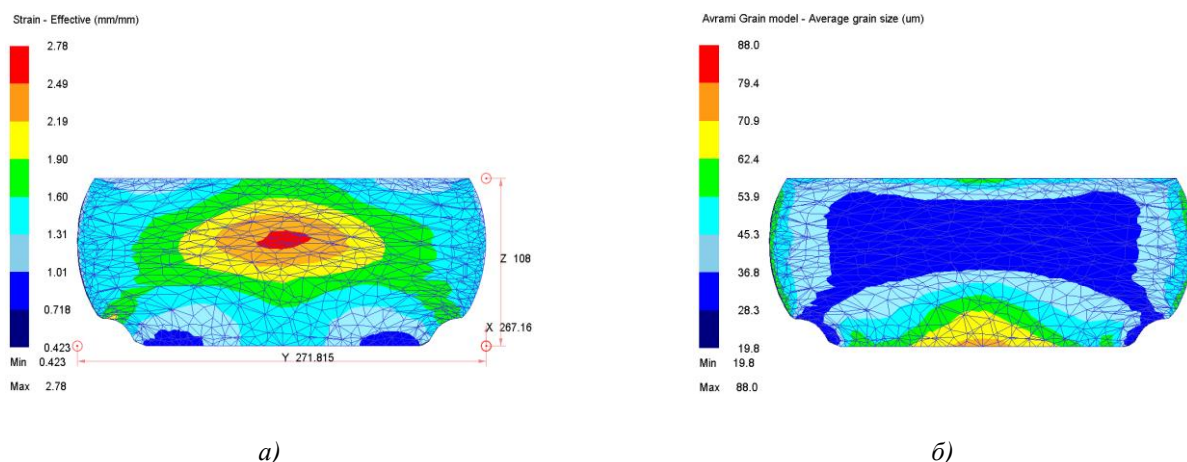 Strain - Effective (mm/mm)
2.78
2.49
2.19
1.90
1.60
1.31
1.01
0.718
0.423
Min 0.423
Max 2.78
Z 108
X 267.16
Y 271.815
а)
Avrami Grain model - Average grain size (um)
88.0
79.4
70.9
62.4
53.9
45.3
36.8
28.3
19.8
Min 19.8
Max 88.0
б)